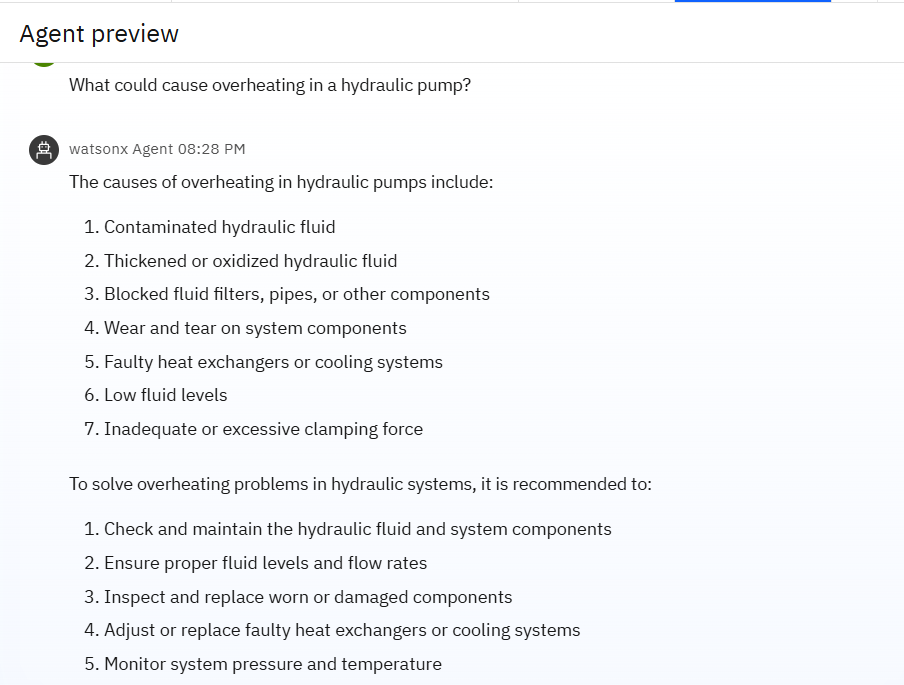 Agent preview
What could cause overheating in a hydraulic pump?
watsonx Agent 08:28 PM
The causes of overheating in hydraulic pumps include:
1. Contaminated hydraulic fluid
2. Thickened or oxidized hydraulic fluid
3. Blocked fluid filters, pipes, or other components
4. Wear and tear on system components
5. Faulty heat exchangers or cooling systems
6. Low fluid levels
7. Inadequate or excessive clamping force
To solve overheating problems in hydraulic systems, it is recommended to:
1. Check and maintain the hydraulic fluid and system components
2. Ensure proper fluid levels and flow rates
3. Inspect and replace worn or damaged components
4. Adjust or replace faulty heat exchangers or cooling systems
5. Monitor system pressure and temperature